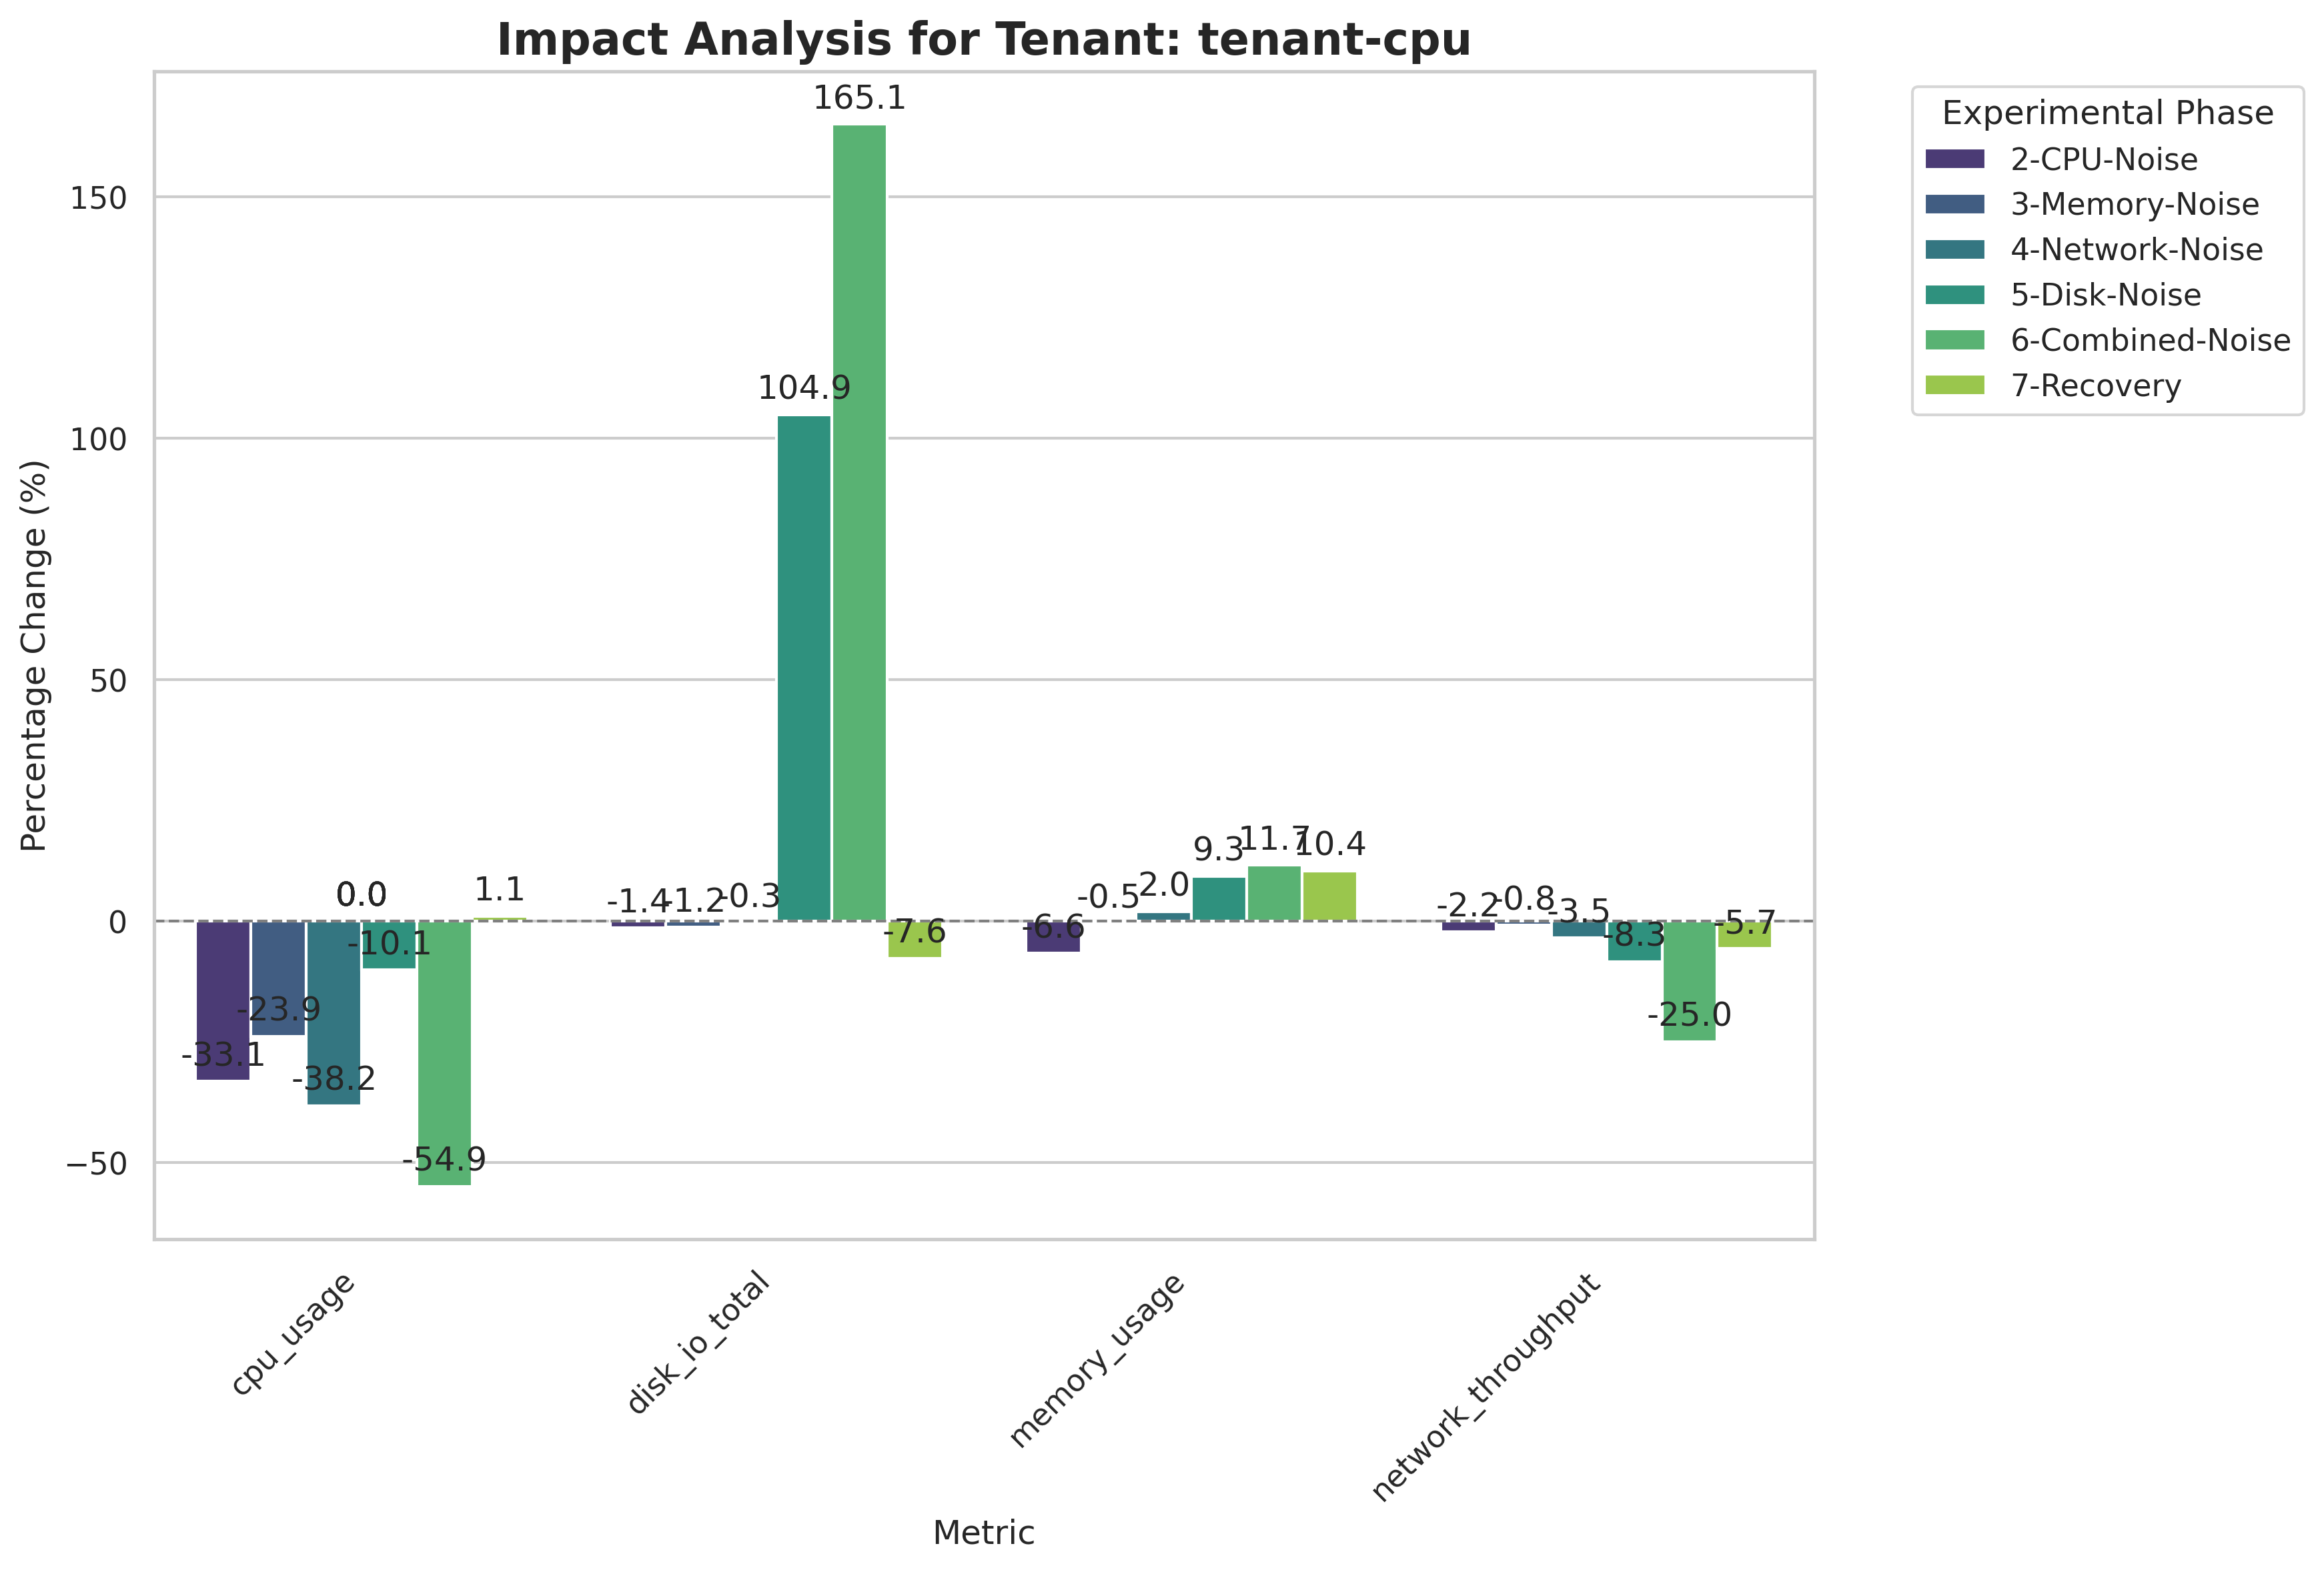 Impact Analysis for Tenant: tenant-cpu
Percentage Change (%)
150
100
50
0
−50
165.1
104.9
0.0
0.0
1.1
-10.1
-23.9
-33.1
-38.2
-54.9
-1.4
-1.2
-0.3
-7.6
-6.6
-0.5
2.0
9.3
11.7
10.4
-2.2
-0.8
-3.5
-8.3
-25.0
-5.7
cpu_usage
disk_io_total
memory_usage
network_throughput
Metric
Experimental Phase
2-CPU-Noise
3-Memory-Noise
4-Network-Noise
5-Disk-Noise
6-Combined-Noise
7-Recovery